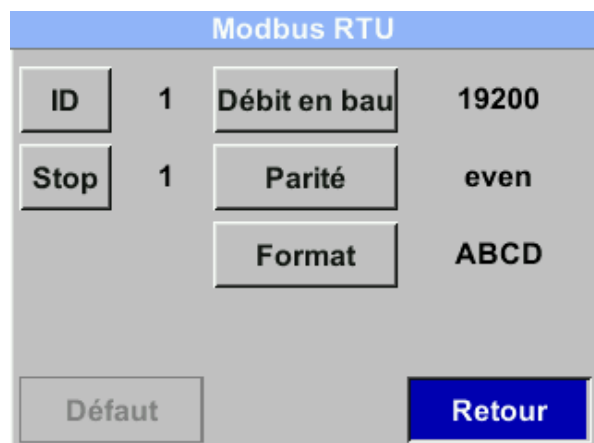 Modbus RTU
ID 1 Débit en bau 19200
Stop 1 Parité even
Format ABCD
Défaut Retour